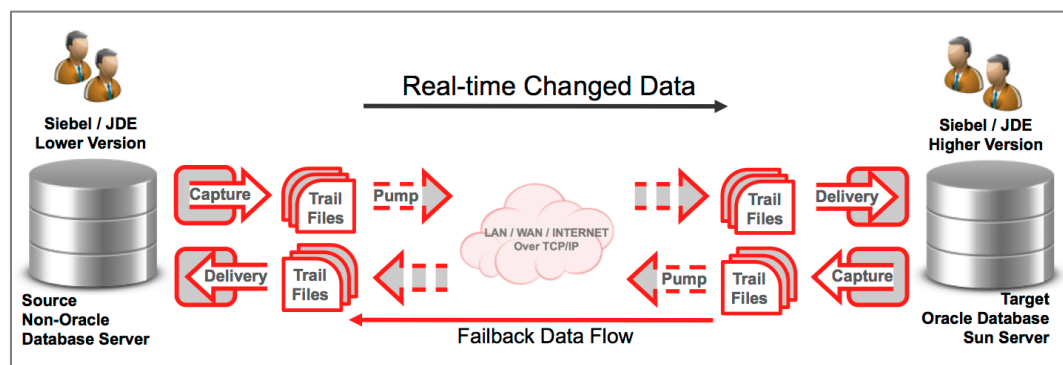 Real-time Changed Data
Siebel / JDE
Lower Version
Siebel / JDE
Higher Version
Capture
Trail
Files
Pump
LAN / WAN / INTERNET
Over TCP/IP
Trail
Files
Delivery
Delivery
Trail
Files
Pump
Trail
Files
Capture
Source
Non-Oracle
Database Server
Failback Data Flow
Target
Oracle Database
Sun Server